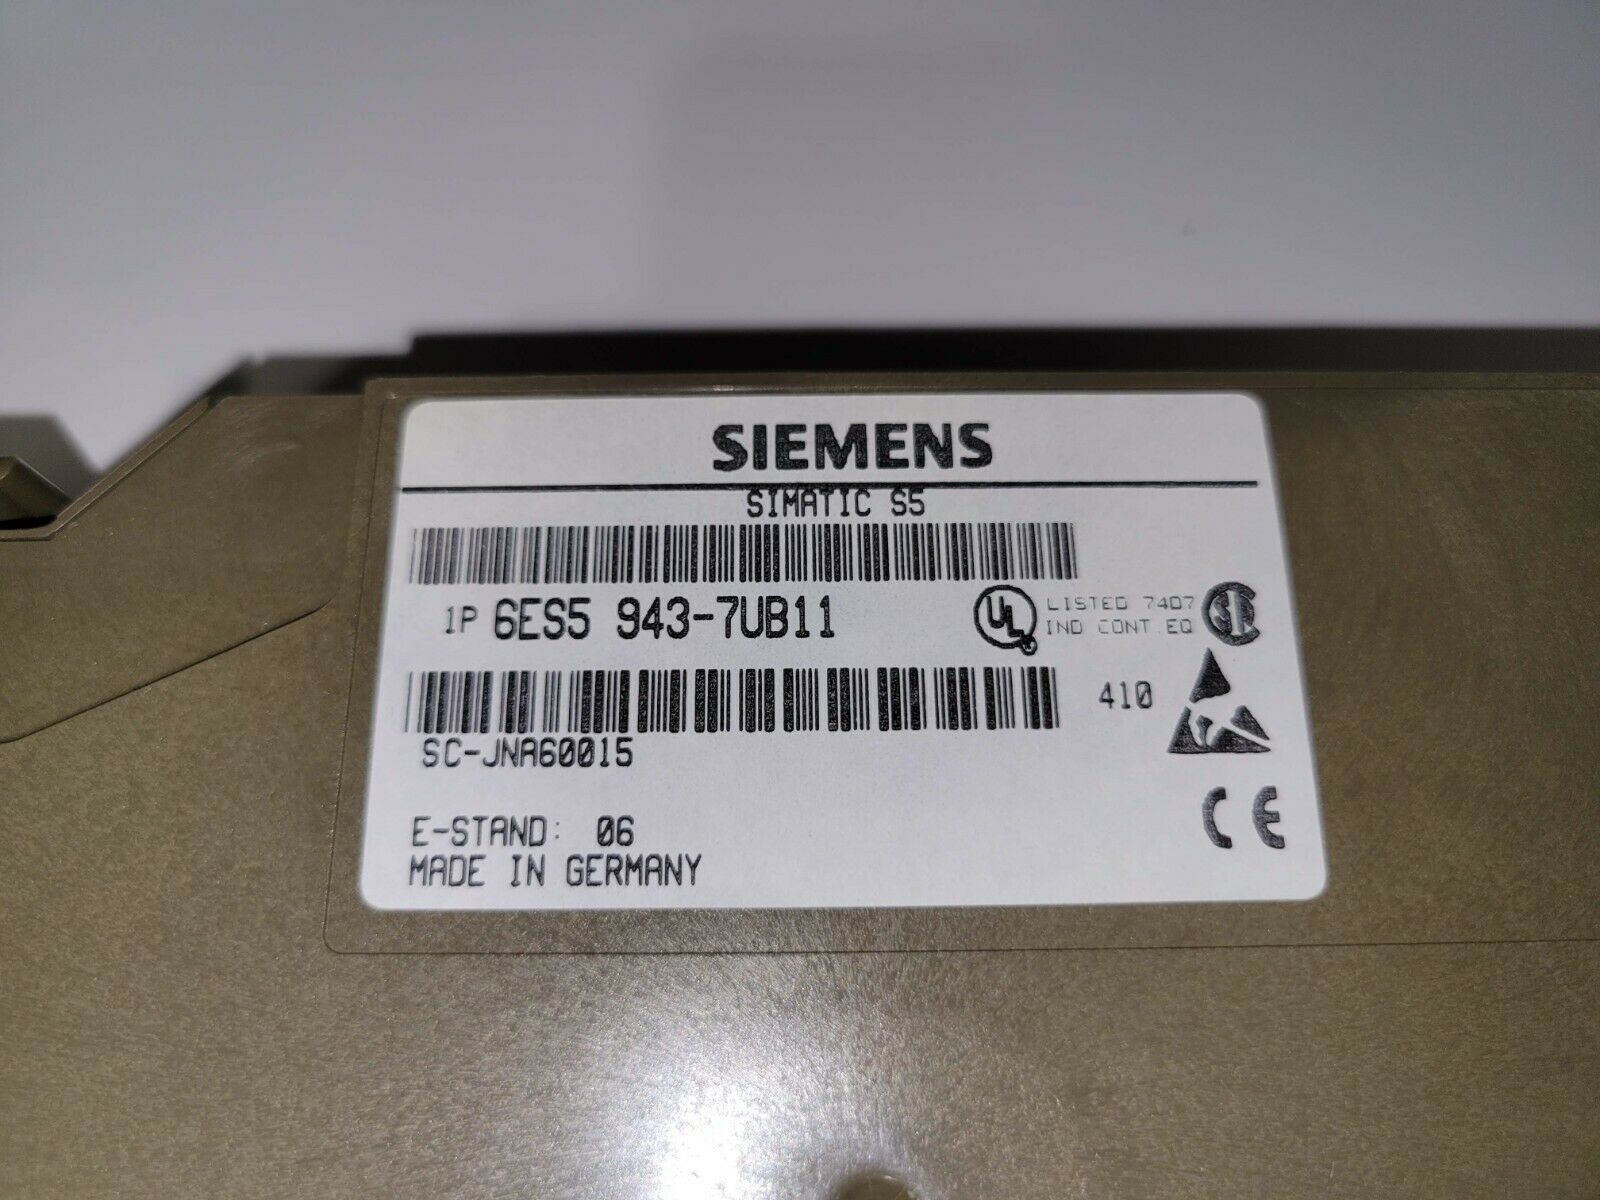 SIEMENS
SIMATIC S5
1P 6ES5 943-7UB11
UL LISTED 7407
IND CONT. EQ
410
SC-JNA60015
E-STAND: 06
MADE IN GERMANY
CE